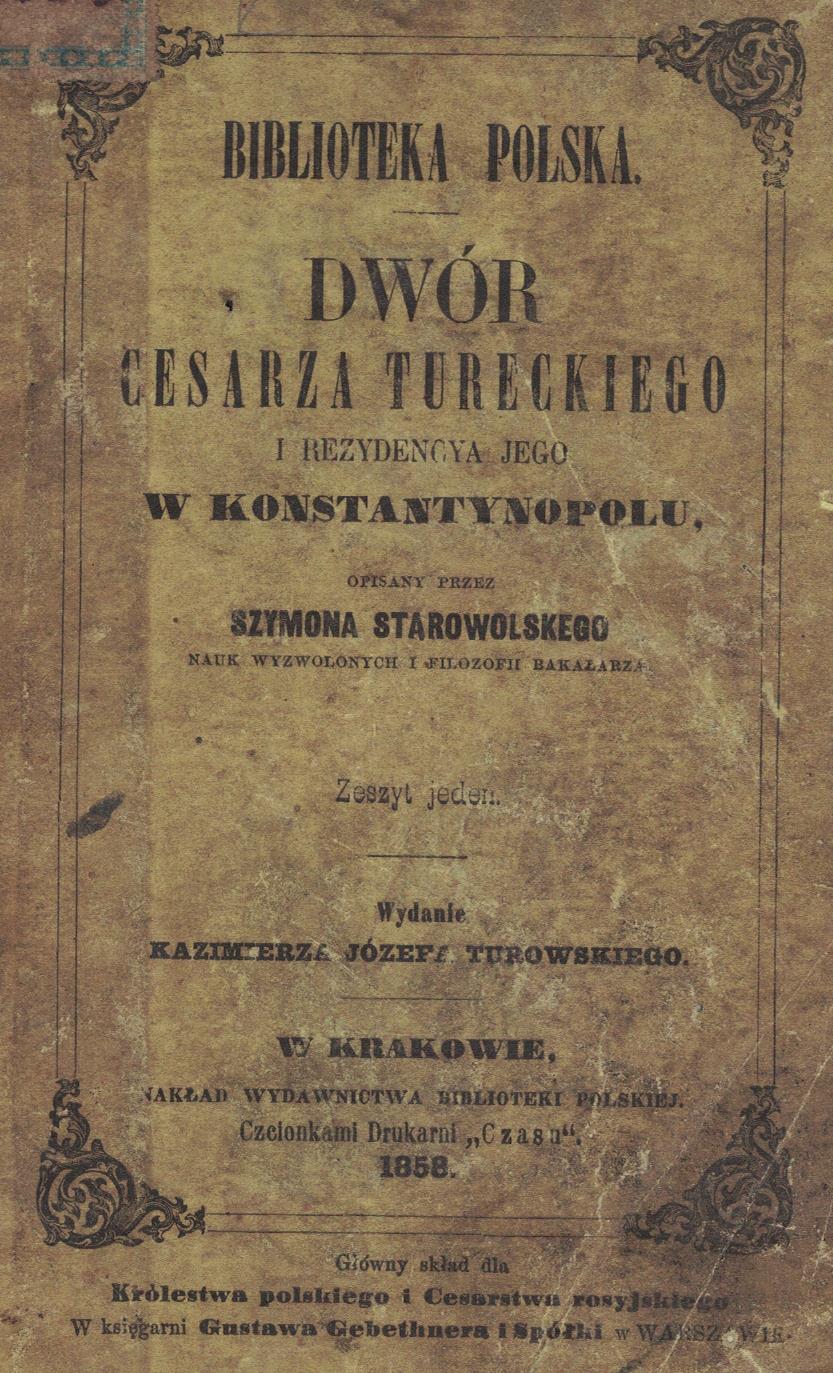 BIBLIOTEKA POLSKA.
DWÓR
CESARZA TURECKIEGO
I REZYDENCYA JEGO
W KONSTANTYNOPOLU,
OPISANY PRZEZ
SZYMONA STAROWOLSKEGO
NAUK WYZWOLONYCH I FILOZOFII BAKAŁARZA.
Zeszyt jeden.
Wydanie
KAZIMIERZA JÓZEFA TUROWSKIEGO.
W KRAKOWIE,
NAKŁAD WYDAWNICTWA BIBLIOTEKI POLSKIEJ.
Czcionkami Drukarni „Czasu“.
1858.
Główny skład dla
Królestwa polskiego i Cesarstwa rosyjskiego
W księgarni Gustawa Gebethnera i Spółki w WARSZAWIE.